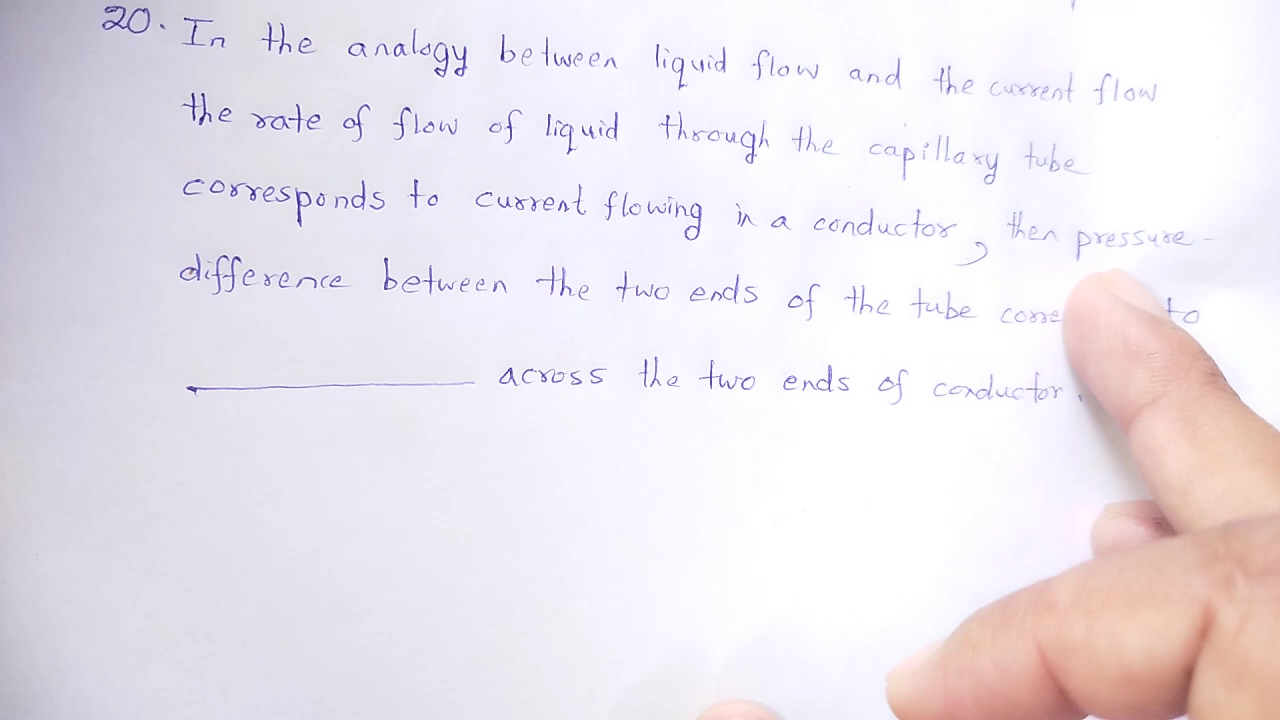 20. In the analogy between liquid flow and the current flow
the rate of flow of liquid through the capillary tube
corresponds to current flowing in a conductor, then pressure-
difference between the two ends of the tube to
across the two ends of conductor.